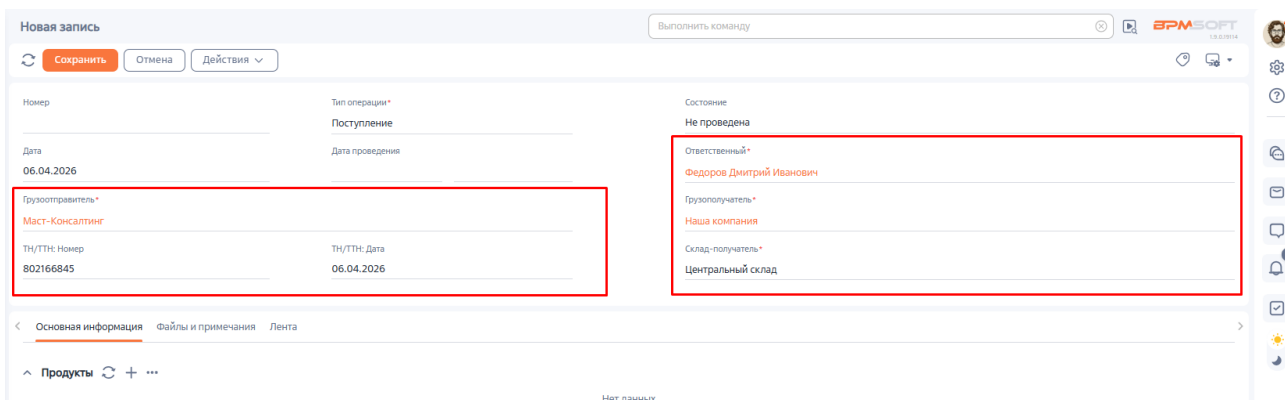 Новая запись
Выполнить команду
BPMSOFT
Сохранить Отмена Действия
Номер Тип операции* Состояние
Поступление Не проведена
Дата Дата проведения Ответственный*
06.04.2026 Федоров Дмитрий Иванович
Грузоотправитель* Грузополучатель*
Маст-Консалтинг Наша компания
ТН/ТТН: Номер ТН/ТТН: Дата Склад-получатель*
802166845 06.04.2026 Центральный склад
Основная информация Файлы и примечания Лента
Продукты
Нет данных